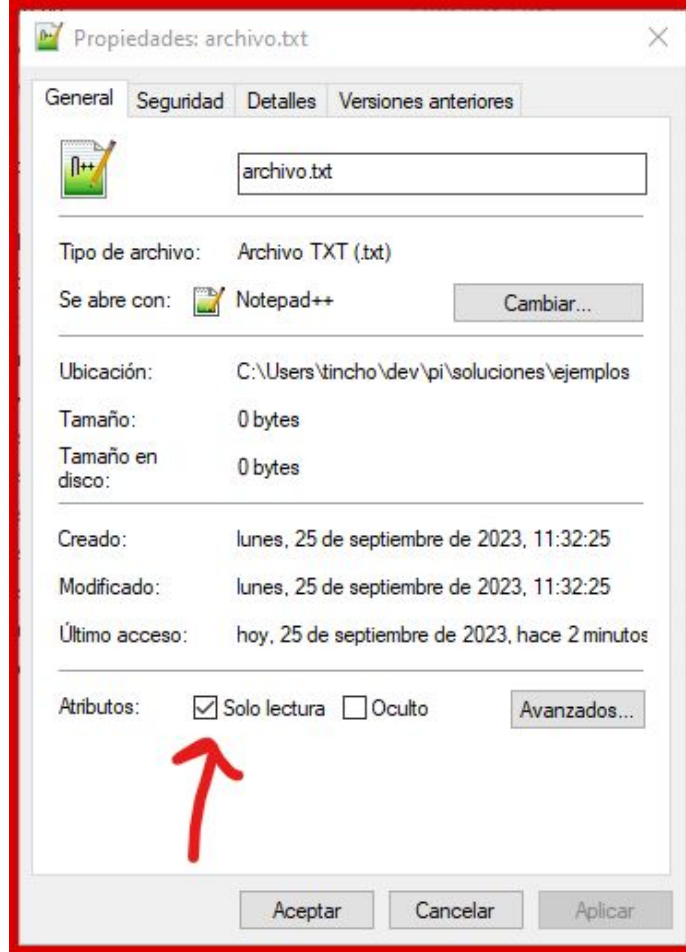 Propiedades: archivo.txt
General Seguridad Detalles Versiones anteriores
archivo.txt
Tipo de archivo: Archivo TXT (.txt)
Se abre con: Notepad++ Cambiar...
Ubicación: C:\Users\tincho\dev\pi\soluciones\ejemplos
Tamaño: 0 bytes
Tamaño en
disco: 0 bytes
Creado: lunes, 25 de septiembre de 2023, 11:32:25
Modificado: lunes, 25 de septiembre de 2023, 11:32:25
Último acceso: hoy, 25 de septiembre de 2023, hace 2 minutos
Atributos: Solo lectura Oculto Avanzados...
Aceptar Cancelar Aplicar